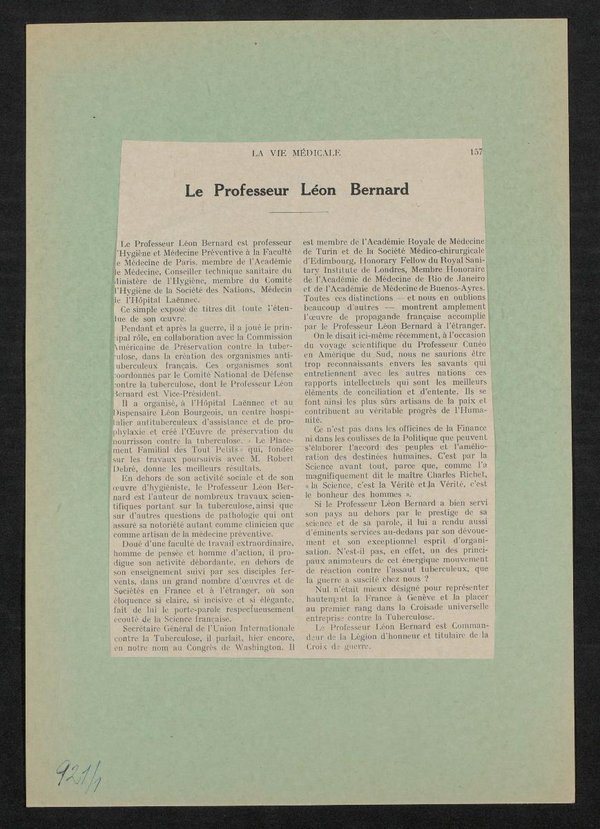 LA VIE MÉDICALE 157
Le Professeur Léon Bernard
Le Professeur Léon Bernard est professeur
d'Hygiène et Médecine Préventive à la Faculté
de Médecine de Paris, membre de l'Académie
de Médecine, Conseiller technique sanitaire du
Ministère de l'Hygiène, membre du Comité
d'Hygiène de la Société des Nations, Médecin
de l'Hôpital Laënnec.
Ce simple exposé de titres dit toute l'éten-
due de son œuvre.
Pendant et après la guerre, il a joué le prin-
cipal rôle, en collaboration avec la Commission
Américaine de Préservation contre la tuber-
culose, dans la création des organismes anti-
tuberculeux français. Ces organismes sont
coordonnés par le Comité National de Défense
contre la tuberculose, dont le Professeur Léon
Bernard est Vice-Président.
Il a organisé, à l'Hôpital Laënnec et au
Dispensaire Léon Bourgeois, un centre hospi-
talier antituberculeux d'assistance et de pro-
phylaxie et créé l'Œuvre de préservation du
nourrisson contre la tuberculose. « Le Place-
ment Familial des Tout Petits » qui, fondée
sur les travaux poursuivis avec M. Robert
Debré, donne les meilleurs résultats.
En dehors de son activité sociale et de son
œuvre d'hygiéniste, le Professeur Léon Ber-
nard est l'auteur de nombreux travaux scien-
tifiques portant sur la tuberculose, ainsi que
sur d'autres questions de pathologie qui ont
assuré sa notoriété autant comme clinicien que
comme artisan de la médecine préventive.
Doué d'une faculté de travail extraordinaire,
homme de pensée et homme d'action, il pro-
digue son activité débordante, en dehors de
son enseignement suivi par ses disciples fer-
vents, dans un grand nombre d'œuvres et de
Sociétés en France et à l'étranger, où son
éloquence si claire, si incisive et si élégante,
fait de lui le porte-parole respectueusement
écouté de la Science française.
Secrétaire Général de l'Union Internationale
contre la Tuberculose, il parlait, hier encore,
en notre nom au Congrès de Washington. Il
est membre de l'Académie Royale de Médecine
de Turin et de la Société Médico-chirurgicale
d'Edimbourg, Honorary Fellow du Royal Sani-
tary Institute de Londres, Membre Honoraire
de l'Académie de Médecine de Rio de Janeiro
et de l'Académie de Médecine de Buenos-Ayres.
Toutes ces distinctions — et nous en oublions
beaucoup d'autres — montrent amplement
l'œuvre de propagande française accomplie
par le Professeur Léon Bernard à l'étranger.
On le disait ici-même récemment, à l'occasion
du voyage scientifique du Professeur Cunéo
en Amérique du Sud, nous ne saurions être
trop reconnaissants envers les savants qui
entretiennent avec les autres nations ces
rapports intellectuels qui sont les meilleurs
éléments de conciliation et d'entente. Ils se
font ainsi les plus sûrs artisans de la paix et
contribuent au véritable progrès de l'Huma-
nité.
Ce n'est pas dans les officines de la Finance
ni dans les coulisses de la Politique que peuvent
s'élaborer l'accord des peuples et l'amélio-
ration des destinées humaines. C'est par la
Science avant tout, parce que, comme l'a
magnifiquement dit le maître Charles Richet,
« la Science, c'est la Vérité et la Vérité, c'est
le bonheur des hommes ».
Si le Professeur Léon Bernard a bien servi
son pays au dehors par le prestige de sa
science et de sa parole, il lui a rendu aussi
d'éminents services au-dedans par son dévoue-
ment et son exceptionnel esprit d'organi-
sation. N'est-il pas, en effet, un des princi-
paux animateurs de cet énergique mouvement
de réaction contre l'assaut tuberculeux, que
la guerre a suscité chez nous ?
Nul n'était mieux désigné pour représenter
hautement la France à Genève et la placer
au premier rang dans la Croisade universelle
entreprise contre la Tuberculose.
Le Professeur Léon Bernard est Comman-
deur de la Légion d'honneur et titulaire de la
Croix de guerre.
921/1